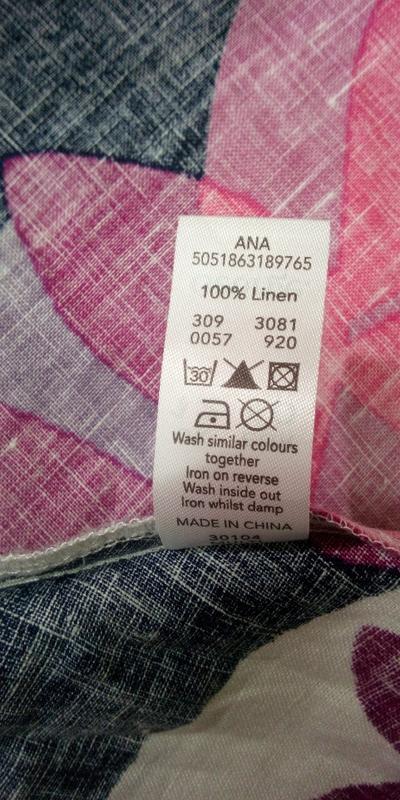 ANA
5051863189765
100% Linen
309 3081
0057 920
30
Wash similar colours
together
Iron on reverse
Wash inside out
Iron whilst damp
MADE IN CHINA
30104